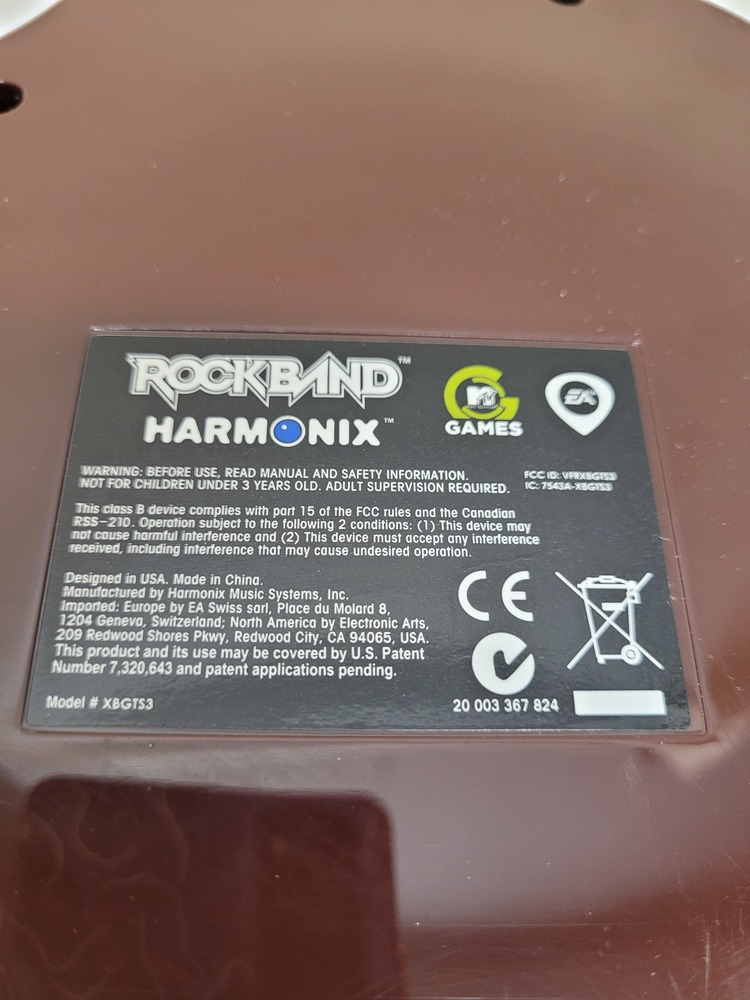 ROCKBAND™
HARMONIX™
MTV
GAMES
EA
WARNING: BEFORE USE, READ MANUAL AND SAFETY INFORMATION.
NOT FOR CHILDREN UNDER 3 YEARS OLD. ADULT SUPERVISION REQUIRED.
FCC ID: VFRXBGTS3
IC: 7543A-XBGTS3
This class B device complies with part 15 of the FCC rules and the Canadian
RSS-210. Operation subject to the following 2 conditions: (1) This device may
not cause harmful interference and (2) This device must accept any interference
received, including interference that may cause undesired operation.
Designed in USA. Made in China.
Manufactured by Harmonix Music Systems, Inc.
Imported: Europe by EA Swiss sarl, Place du Molard 8,
1204 Geneva, Switzerland; North America by Electronic Arts,
209 Redwood Shores Pkwy, Redwood City, CA 94065, USA.
This product and its use may be covered by U.S. Patent
Number 7,320,643 and patent applications pending.
CE
Model # XBGTS3
20 003 367 824